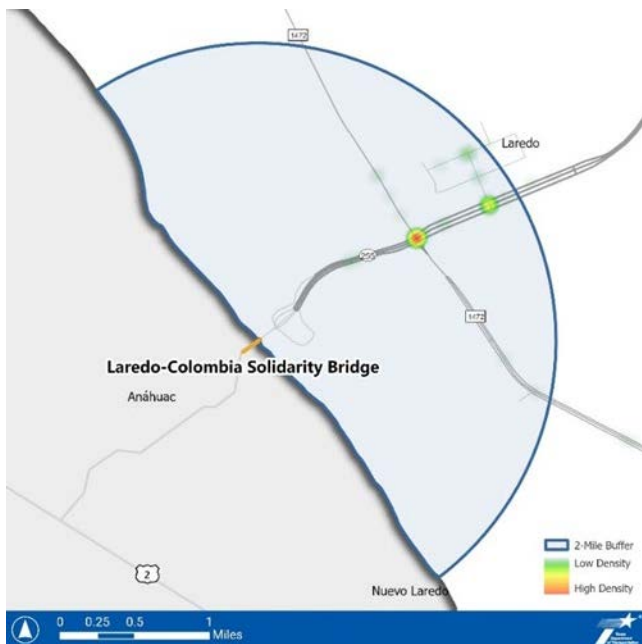 1472
Laredo
255
1472
Laredo-Colombia Solidarity Bridge
Anáhuac
2
Nuevo Laredo
2-Mile Buffer
Low Density
High Density
0 0.25 0.5 1
Miles